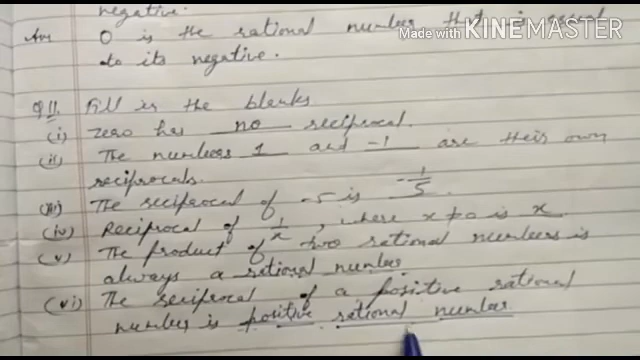 negative.
Made with KINEMASTER
Ans 0 is the rational number that is equal
to its negative.
Q11. Fill in the blanks
(i) Zero has no reciprocal.
(ii) The numbers 1 and -1 are their own
reciprocals.
(iii) The reciprocal of -5 is -1/5.
(iv) Reciprocal of 1/x, where x ≠ 0 is x
(v) The product of two rational numbers is
always a rational number
(vi) The reciprocal of a positive rational
number is positive rational number